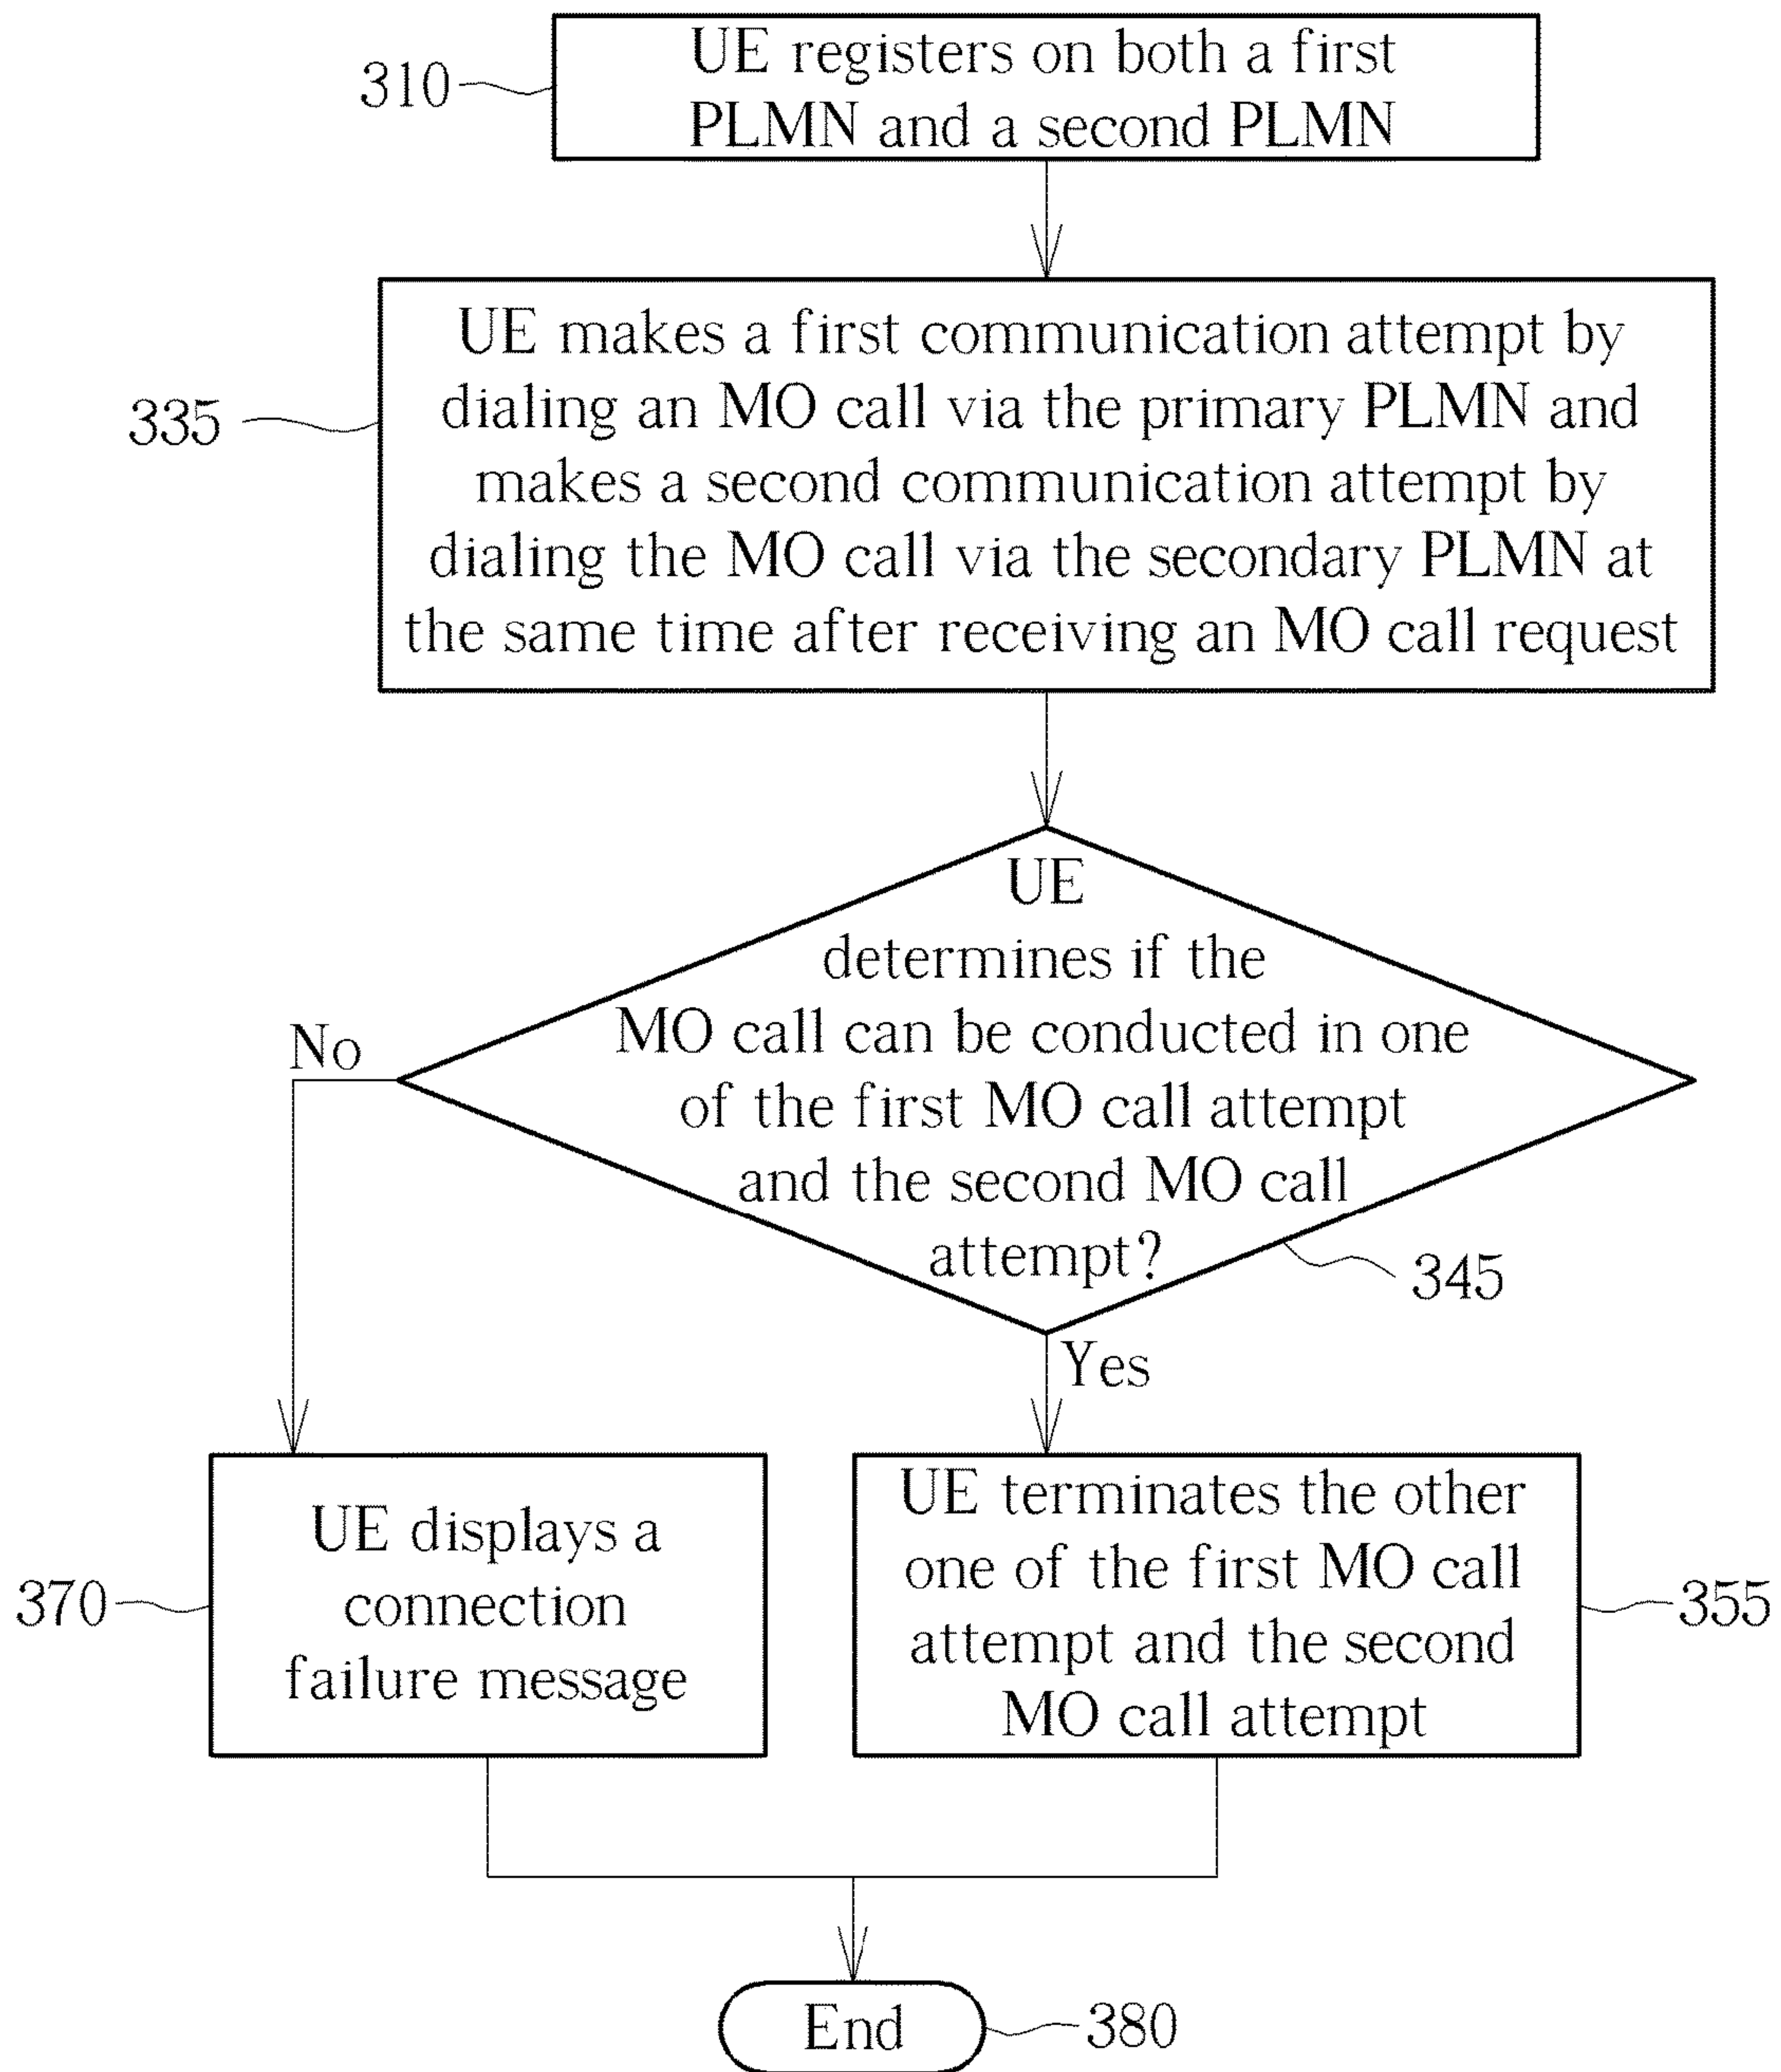 310
UE registers on both a first
PLMN and a second PLMN
335
UE makes a first communication attempt by
dialing an MO call via the primary PLMN and
makes a second communication attempt by
dialing the MO call via the secondary PLMN at
the same time after receiving an MO call request
UE
determines if the
MO call can be conducted in one
of the first MO call attempt
and the second MO call
attempt?
345
No
Yes
370
UE displays a
connection
failure message
UE terminates the other
one of the first MO call
attempt and the second
MO call attempt
355
End
380